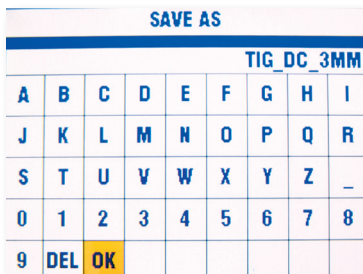 SAVE AS
TIG_DC_3MM
A B C D E F G H I
J K L M N O P Q R
S T U V W X Y Z _
0 1 2 3 4 5 6 7 8
9 DEL OK